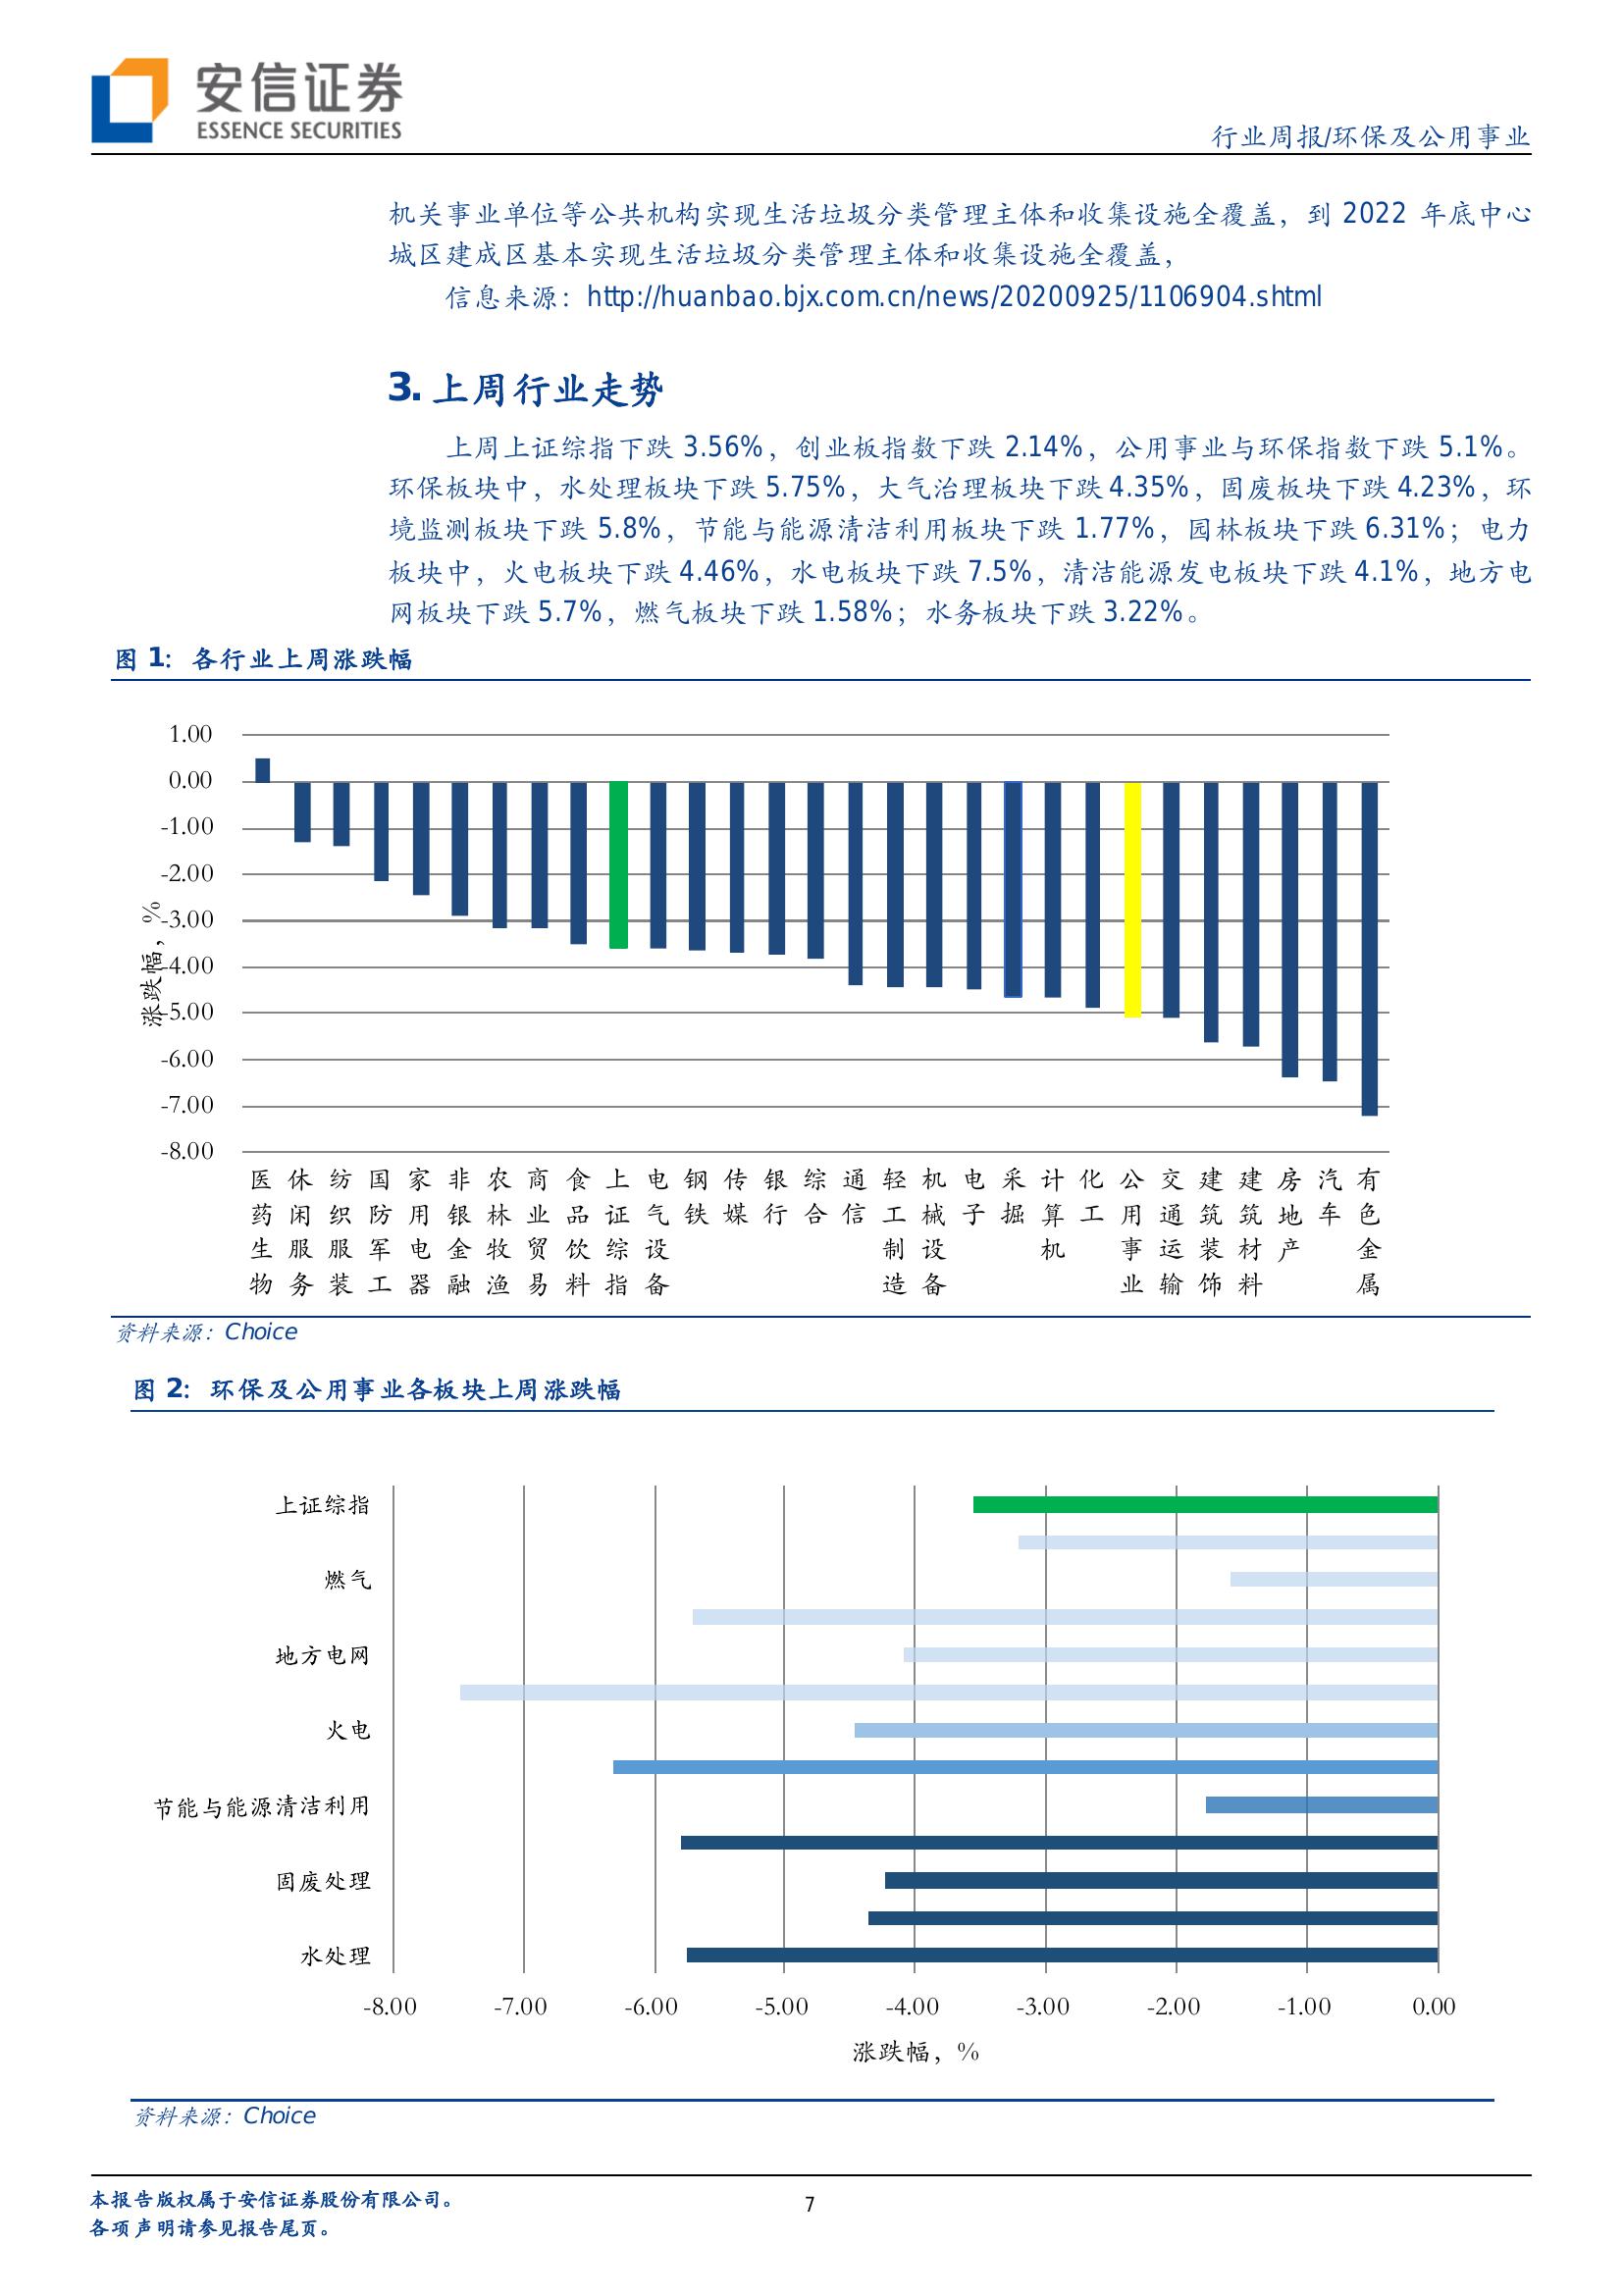 安信证券
ESSENCE SECURITIES
行业周报/环保及公用事业
机关事业单位等公共机构实现生活垃圾分类管理主体和收集设施全覆盖，到 2022 年底中心
城区建成区基本实现生活垃圾分类管理主体和收集设施全覆盖，
信息来源：http://huanbao.bjx.com.cn/news/20200925/1106904.shtml
3. 上周行业走势
上周上证综指下跌 3.56%，创业板指数下跌 2.14%，公用事业与环保指数下跌 5.1%。
环保板块中，水处理板块下跌 5.75%，大气治理板块下跌 4.35%，固废板块下跌 4.23%，环
境监测板块下跌 5.8%，节能与能源清洁利用板块下跌 1.77%，园林板块下跌 6.31%；电力
板块中，火电板块下跌 4.46%，水电板块下跌 7.5%，清洁能源发电板块下跌 4.1%，地方电
网板块下跌 5.7%，燃气板块下跌 1.58%；水务板块下跌 3.22%。
图 1：各行业上周涨跌幅
涨跌幅，%
1.00
0.00
-1.00
-2.00
-3.00
-4.00
-5.00
-6.00
-7.00
-8.00
医药生物
休闲服务
纺织服装
国防军工
家用电器
非银金融
农林牧渔
商业贸易
食品饮料
上证综指
电气设备
钢铁
传媒
银行
综合
通信
轻工制造
机械设备
电子
采掘
计算机
化工
公用事业
交通运输
建筑装饰
建筑材料
房地产
汽车
有色金属
资料来源：Choice
图 2：环保及公用事业各板块上周涨跌幅
上证综指
燃气
地方电网
火电
节能与能源清洁利用
固废处理
水处理
-8.00 -7.00 -6.00 -5.00 -4.00 -3.00 -2.00 -1.00 0.00
涨跌幅，%
资料来源：Choice
本报告版权属于安信证券股份有限公司。
各项声明请参见报告尾页。
7